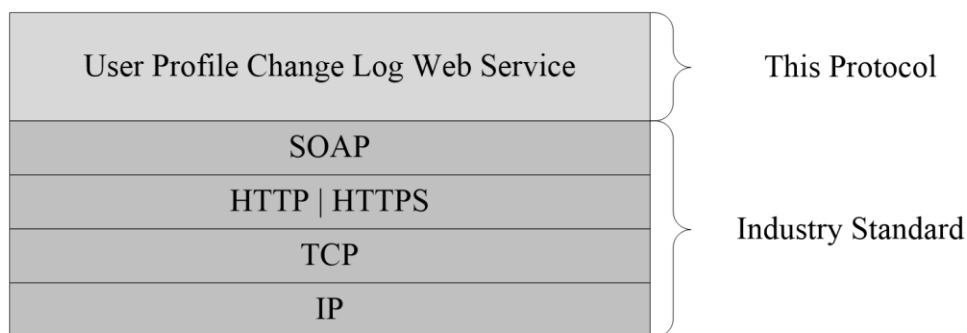 User Profile Change Log Web Service
This Protocol
SOAP
HTTP | HTTPS
TCP
IP
Industry Standard